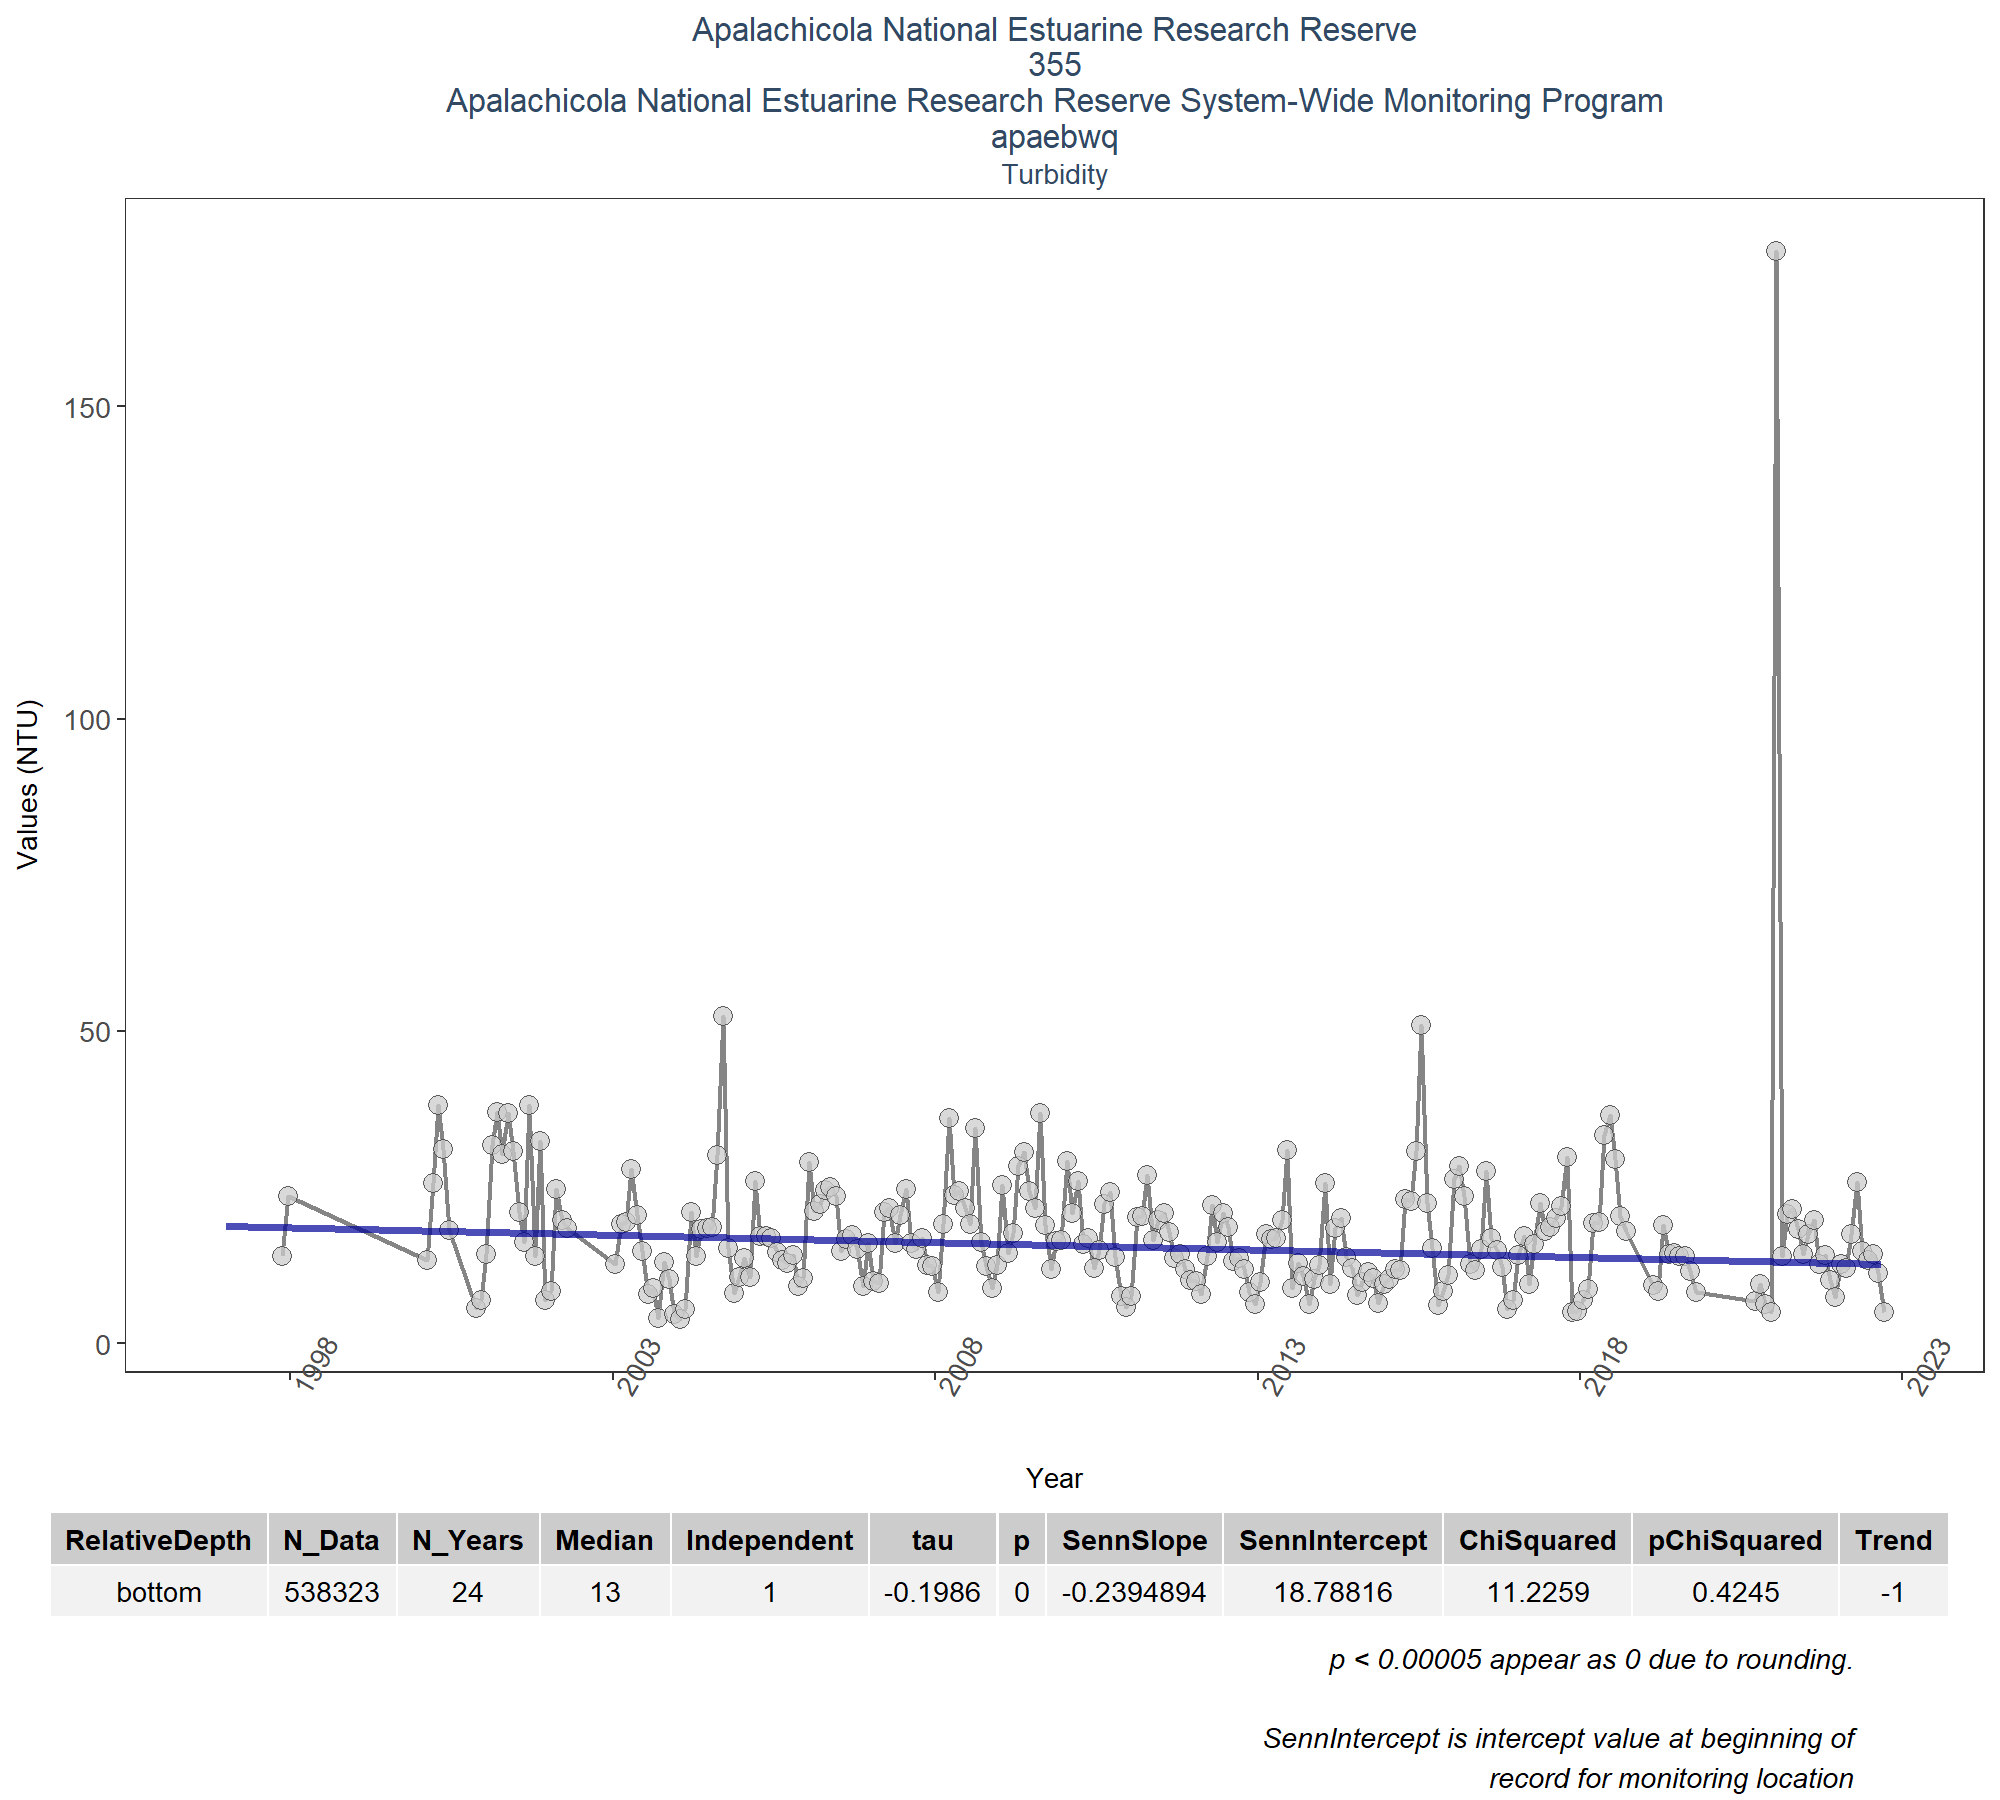 Apalachicola National Estuarine Research Reserve
355
Apalachicola National Estuarine Research Reserve System-Wide Monitoring Program
apaebwq
Turbidity
Values (NTU)
150
100
50
0
1998 2003 2008 2013 2018 2023
Year
RelativeDepth N_Data N_Years Median Independent tau p SennSlope SennIntercept ChiSquared pChiSquared Trend
bottom 538323 24 13 1 -0.1986 0 -0.2394894 18.78816 11.2259 0.4245 -1
p < 0.00005 appear as 0 due to rounding.
SennIntercept is intercept value at beginning of
record for monitoring location